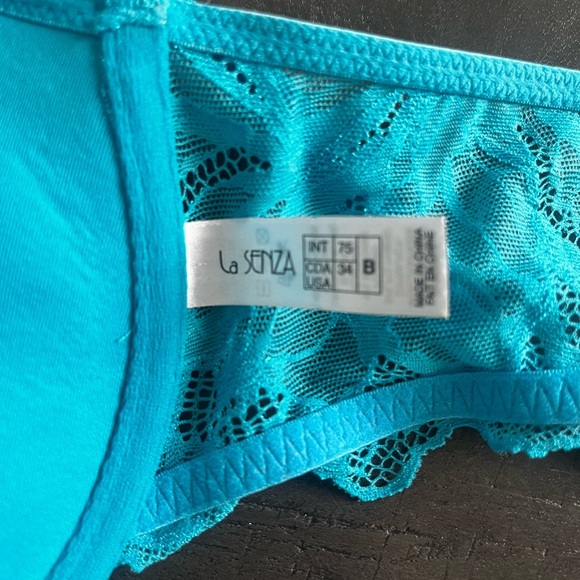 La SENZA
INT 75 B
CDA USA 34
MADE IN CHINA
FAIT EN CHINE